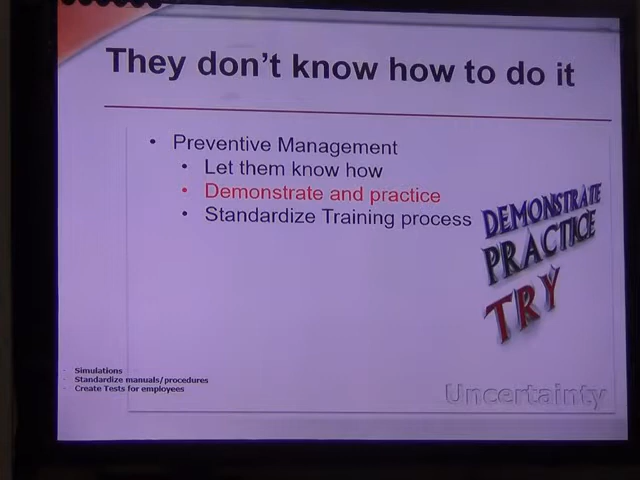 They don't know how to do it
• Preventive Management
• Let them know how
• Demonstrate and practice
• Standardize Training process
DEMONSTRATE
PRACTICE
TRY
Simulations
Standardize manuals/procedures
Create Tests for employees
Uncertainty